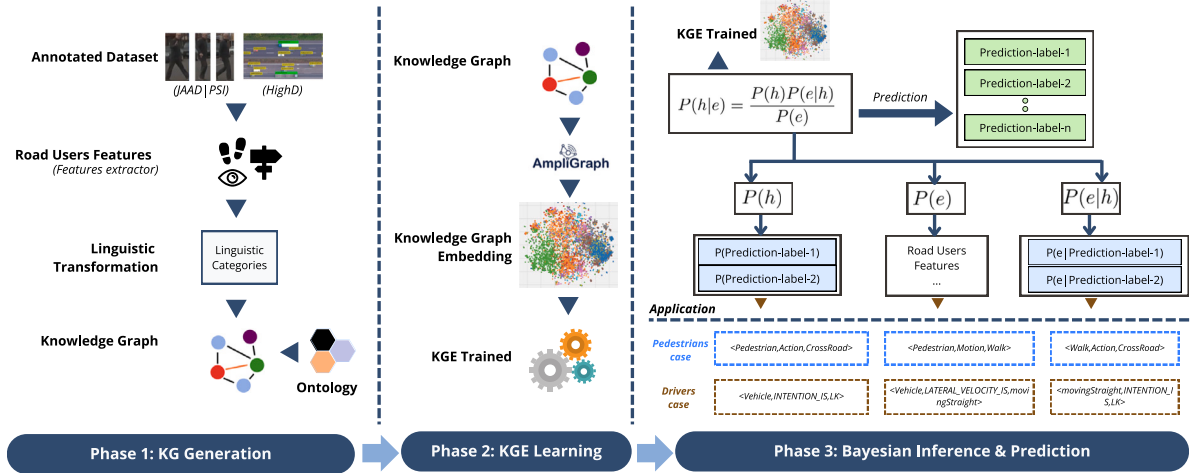 Annotated Dataset
(JAAD|PSI)
(HighD)
Road Users Features
(Features extractor)
Linguistic
Transformation
Linguistic
Categories
Knowledge Graph
Ontology
Phase 1: KG Generation
Knowledge Graph
AmpliGraph
Knowledge Graph
Embedding
KGE Trained
Phase 2: KGE Learning
KGE Trained
P(h|e) = P(h)P(e|h) / P(e)
Prediction
Prediction-label-1
Prediction-label-2
Prediction-label-n
P(h)
P(e)
P(e|h)
P(Prediction-label-1)
P(Prediction-label-2)
Road Users
Features
...
P(e|Prediction-label-1)
P(e|Prediction-label-2)
Application
Pedestrians
case
<Pedestrian,Action,CrossRoad>
<Pedestrian,Motion,Walk>
<Walk,Action,CrossRoad>
Drivers
case
<Vehicle,INTENTION_IS,LK>
<Vehicle,LATERAL_VELOCITY_IS,movi
ngStraight>
<movingStraight,INTENTION_I
S,LK>
Phase 3: Bayesian Inference & Prediction